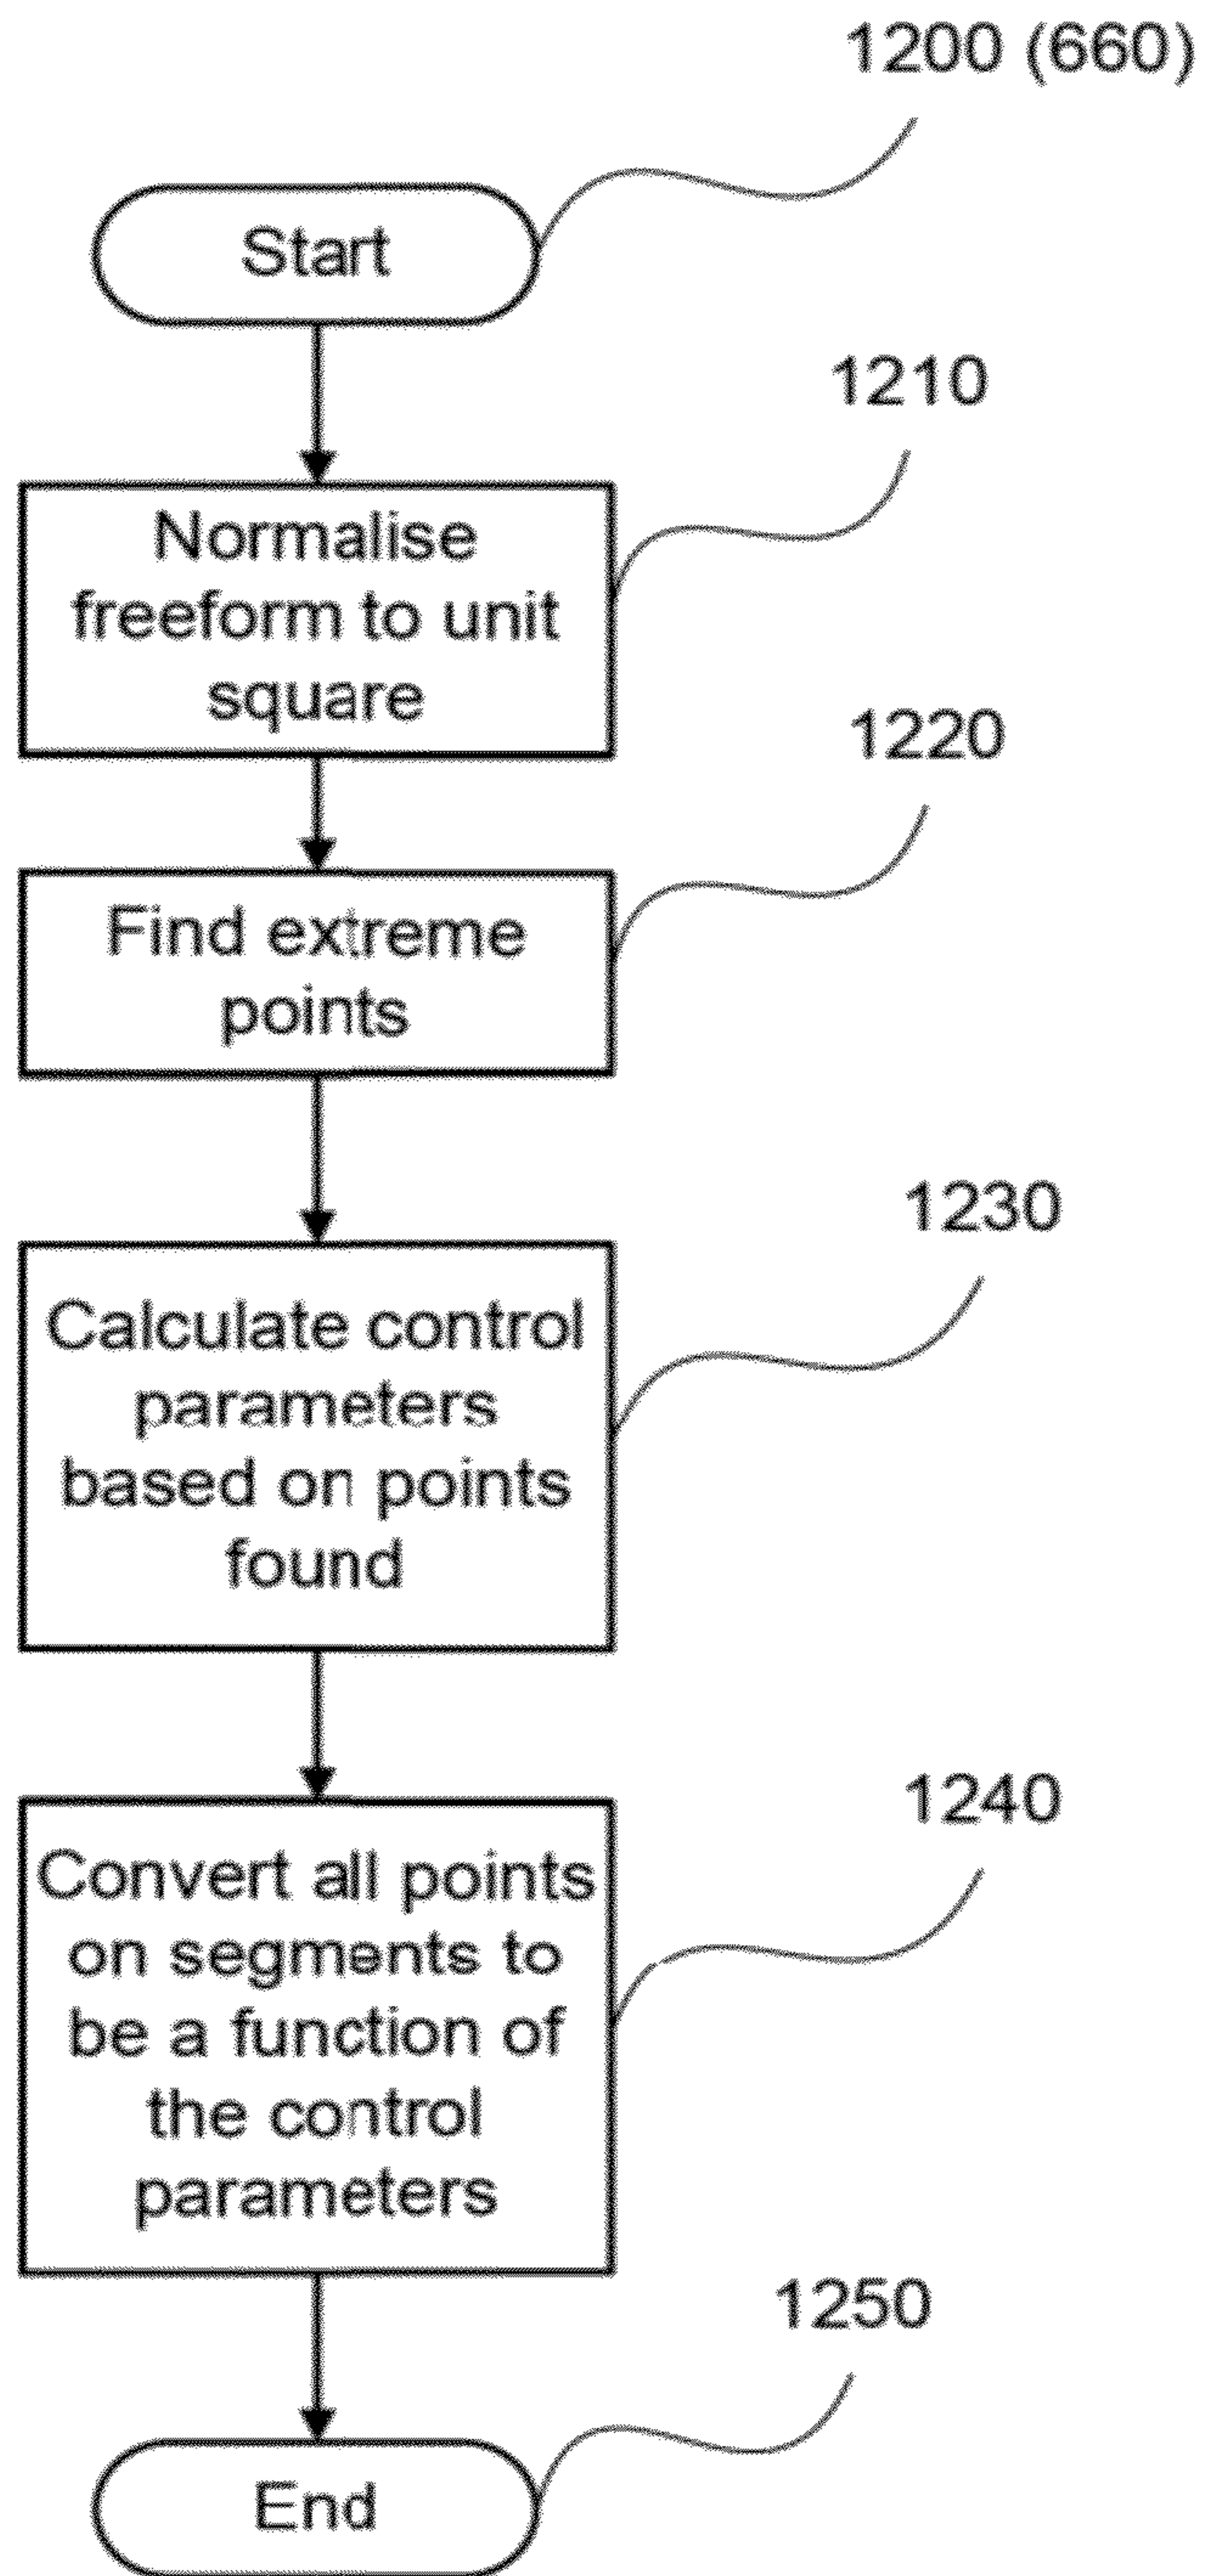 1200 (660)
Start
1210
Normalise
freeform to unit
square
1220
Find extreme
points
1230
Calculate control
parameters
based on points
found
1240
Convert all points
on segments to
be a function of
the control
parameters
1250
End